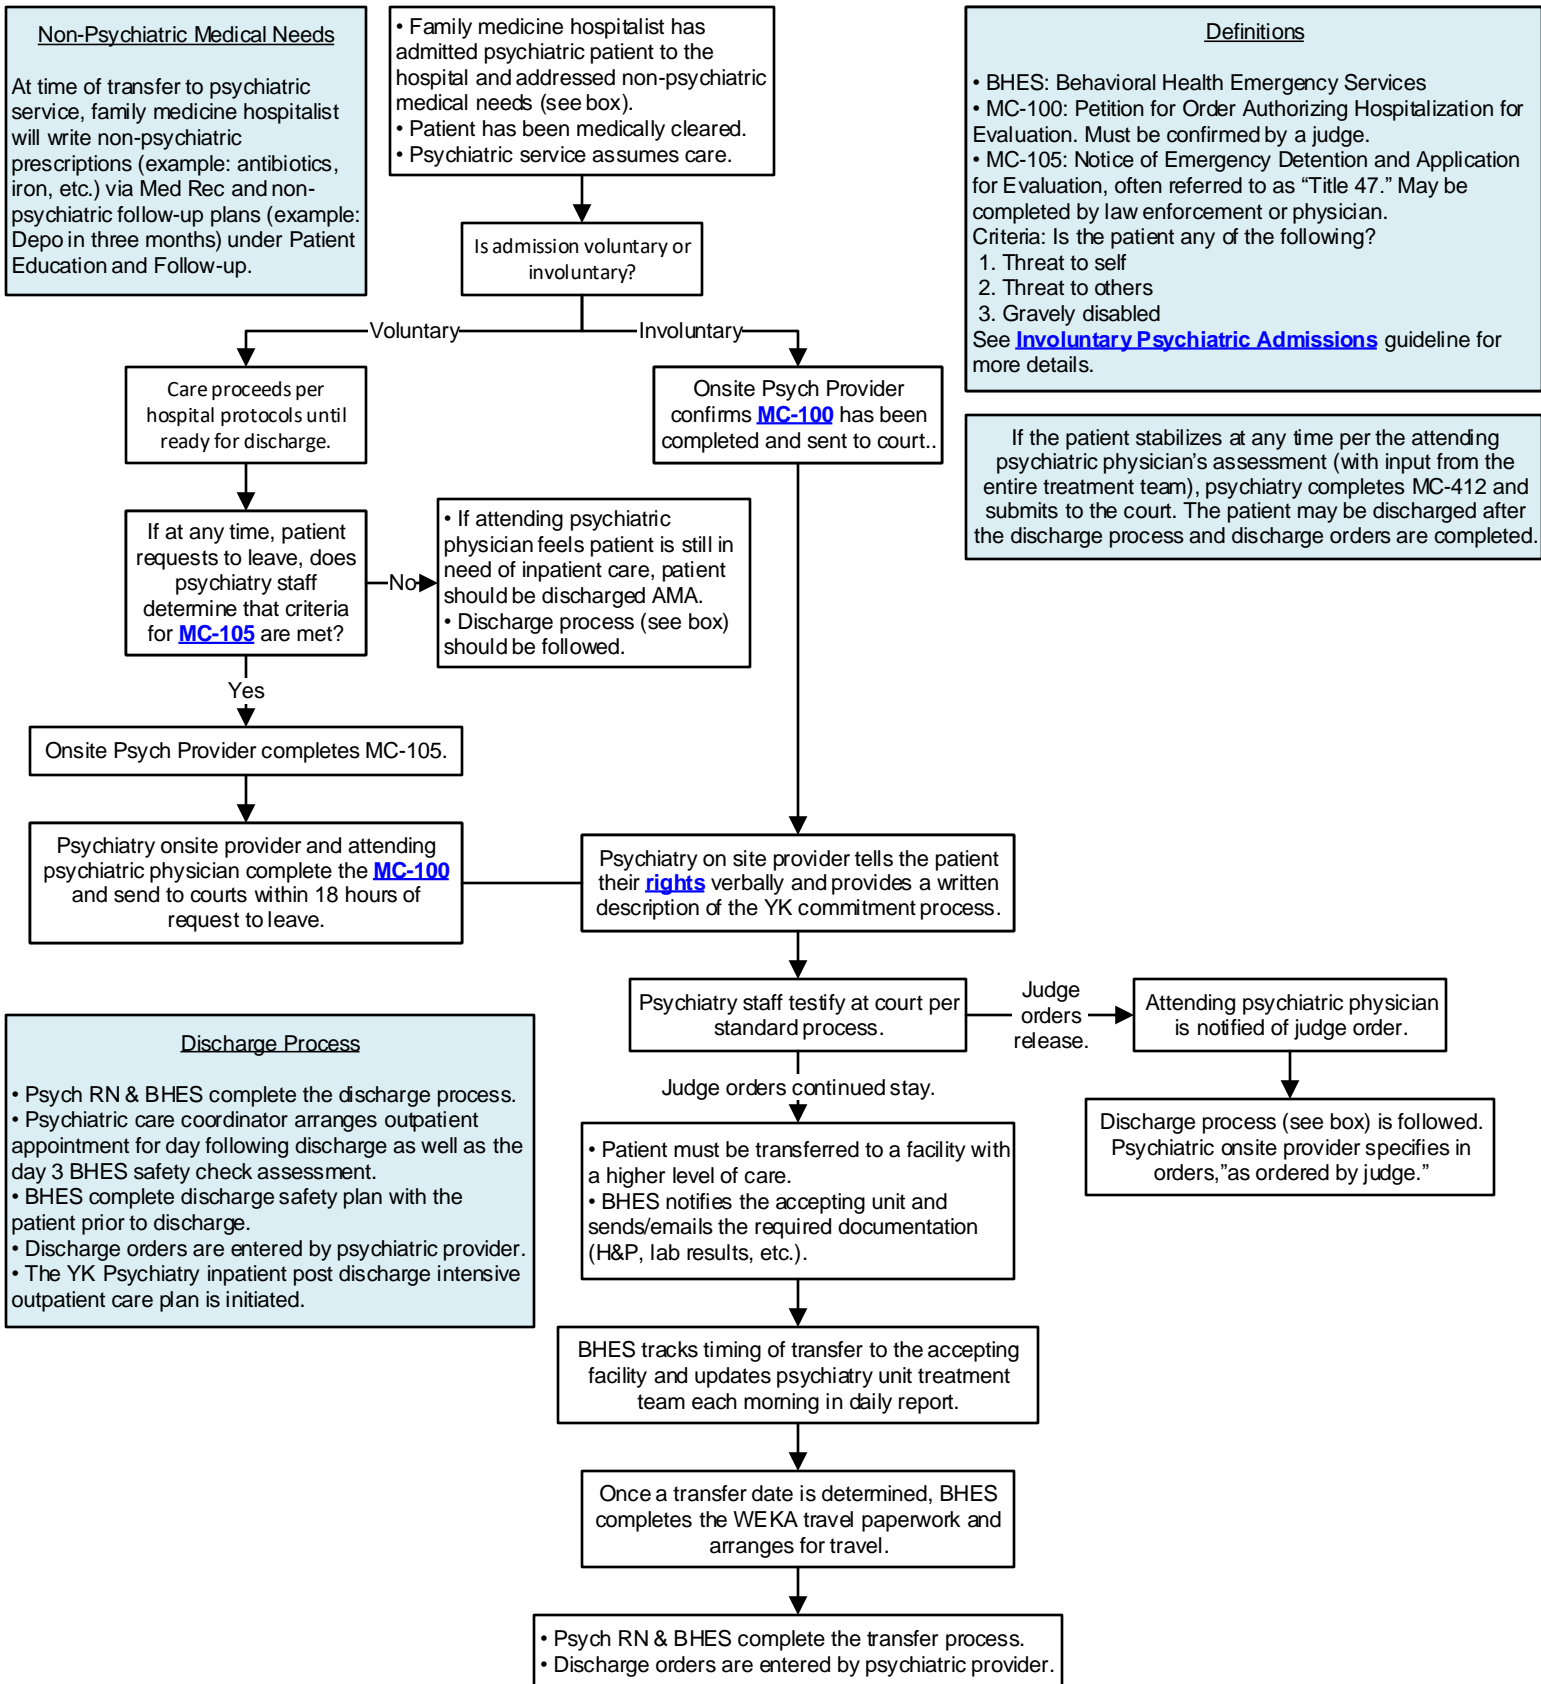 Non-Psychiatric Medical Needs
At time of transfer to psychiatric
service, family medicine hospitalist
will write non-psychiatric
prescriptions (example: antibiotics,
iron, etc.) via Med Rec and non-
psychiatric follow-up plans (example:
Depo in three months) under Patient
Education and Follow-up.
• Family medicine hospitalist has
admitted psychiatric patient to the
hospital and addressed non-psychiatric
medical needs (see box).
• Patient has been medically cleared.
• Psychiatric service assumes care.
Definitions
• BHES: Behavioral Health Emergency Services
• MC-100: Petition for Order Authorizing Hospitalization for
Evaluation. Must be confirmed by a judge.
• MC-105: Notice of Emergency Detention and Application
for Evaluation, often referred to as “Title 47.” May be
completed by law enforcement or physician.
Criteria: Is the patient any of the following?
1. Threat to self
2. Threat to others
3. Gravely disabled
See Involuntary Psychiatric Admissions guideline for
more details.
Is admission voluntary or
involuntary?
Voluntary
Involuntary
Care proceeds per
hospital protocols until
ready for discharge.
Onsite Psych Provider
confirms MC-100 has been
completed and sent to court..
If the patient stabilizes at any time per the attending
psychiatric physician’s assessment (with input from the
entire treatment team), psychiatry completes MC-412 and
submits to the court. The patient may be discharged after
the discharge process and discharge orders are completed.
If at any time, patient
requests to leave, does
psychiatry staff
determine that criteria
for MC-105 are met?
No
• If attending psychiatric
physician feels patient is still in
need of inpatient care, patient
should be discharged AMA.
• Discharge process (see box)
should be followed.
Yes
Onsite Psych Provider completes MC-105.
Psychiatry onsite provider and attending
psychiatric physician complete the MC-100
and send to courts within 18 hours of
request to leave.
Psychiatry on site provider tells the patient
their rights verbally and provides a written
description of the YK commitment process.
Psychiatry staff testify at court per
standard process.
Judge
orders
release.
Attending psychiatric physician
is notified of judge order.
Judge orders continued stay.
Discharge process (see box) is followed.
Psychiatric onsite provider specifies in
orders,”as ordered by judge.”
Discharge Process
• Psych RN & BHES complete the discharge process.
• Psychiatric care coordinator arranges outpatient
appointment for day following discharge as well as the
day 3 BHES safety check assessment.
• BHES complete discharge safety plan with the
patient prior to discharge.
• Discharge orders are entered by psychiatric provider.
• The YK Psychiatry inpatient post discharge intensive
outpatient care plan is initiated.
• Patient must be transferred to a facility with
a higher level of care.
• BHES notifies the accepting unit and
sends/emails the required documentation
(H&P, lab results, etc.).
BHES tracks timing of transfer to the accepting
facility and updates psychiatry unit treatment
team each morning in daily report.
Once a transfer date is determined, BHES
completes the WEKA travel paperwork and
arranges for travel.
• Psych RN & BHES complete the transfer process.
• Discharge orders are entered by psychiatric provider.